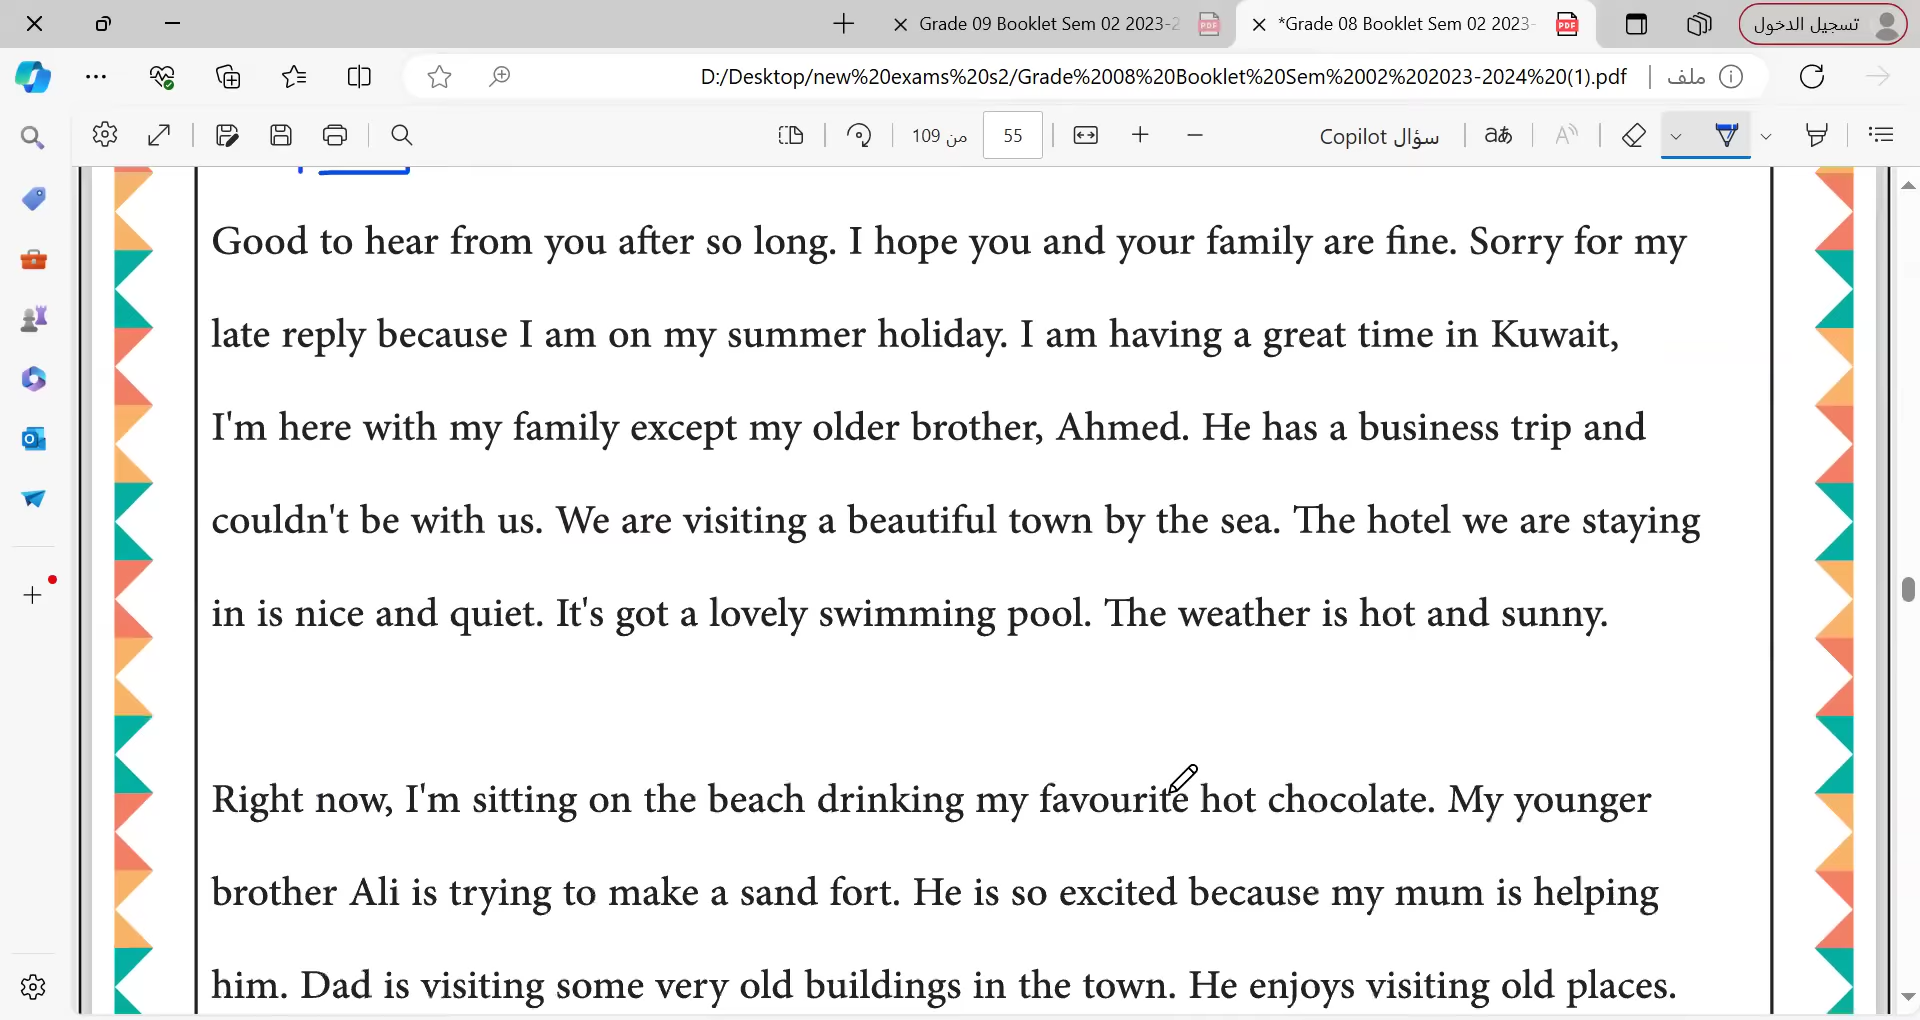 Grade 09 Booklet Sem 02 2023-2
*Grade 08 Booklet Sem 02 2023-
تسجيل الدخول
D:/Desktop/new%20exams%20s2/Grade%2008%20Booklet%20Sem%2002%202023-2024%20(1).pdf
ملف
109 من
55
سؤال Copilot
aあ
Good to hear from you after so long. I hope you and your family are fine. Sorry for my
late reply because I am on my summer holiday. I am having a great time in Kuwait,
I'm here with my family except my older brother, Ahmed. He has a business trip and
couldn't be with us. We are visiting a beautiful town by the sea. The hotel we are staying
in is nice and quiet. It's got a lovely swimming pool. The weather is hot and sunny.
Right now, I'm sitting on the beach drinking my favourite hot chocolate. My younger
brother Ali is trying to make a sand fort. He is so excited because my mum is helping
him. Dad is visiting some very old buildings in the town. He enjoys visiting old places.